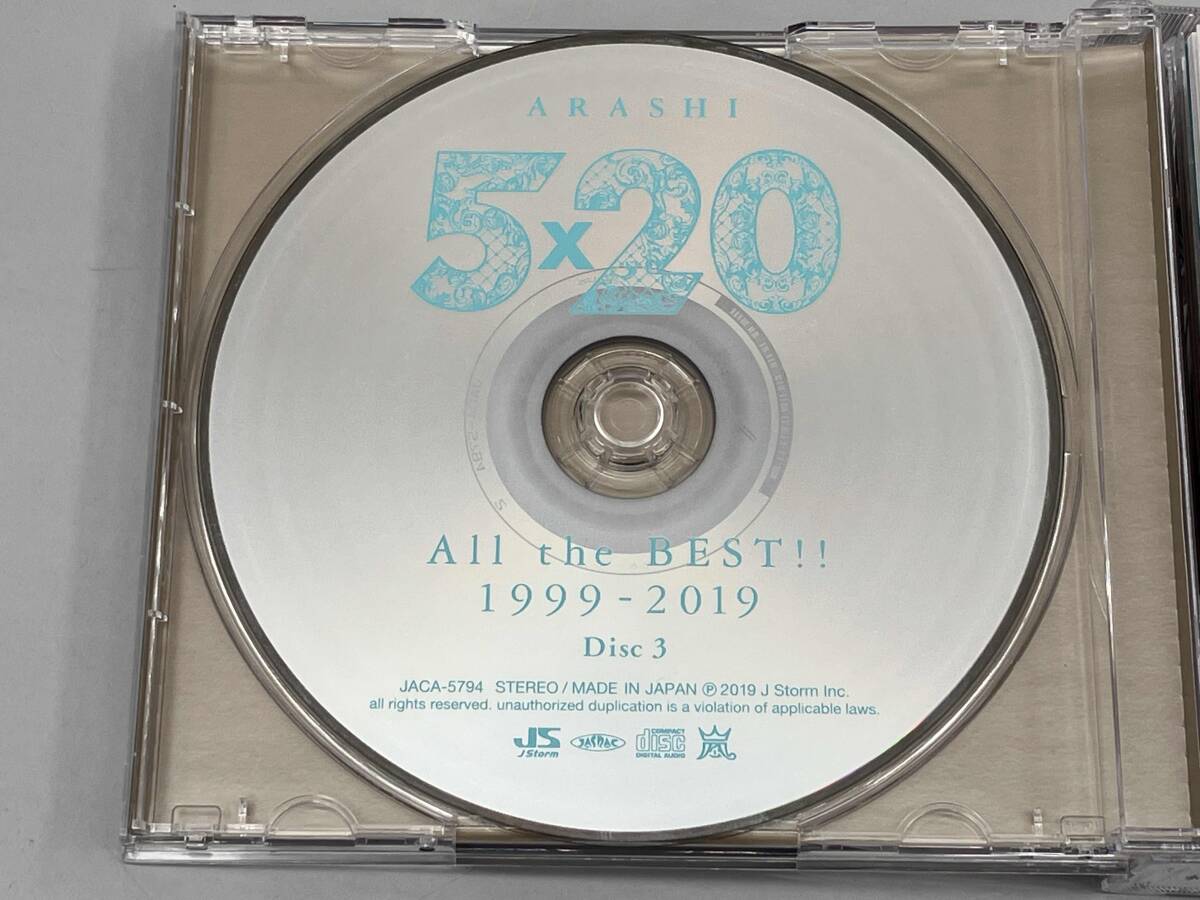 ARASHI
5x20
All the BEST!!
1999-2019
Disc 3
JACA-5794 STEREO/MADE IN JAPAN Ⓟ 2019 J Storm Inc.
all rights reserved. unauthorized duplication is a violation of applicable laws.
JS J Storm JASRAC COMPACT disc DIGITAL AUDIO 嵐